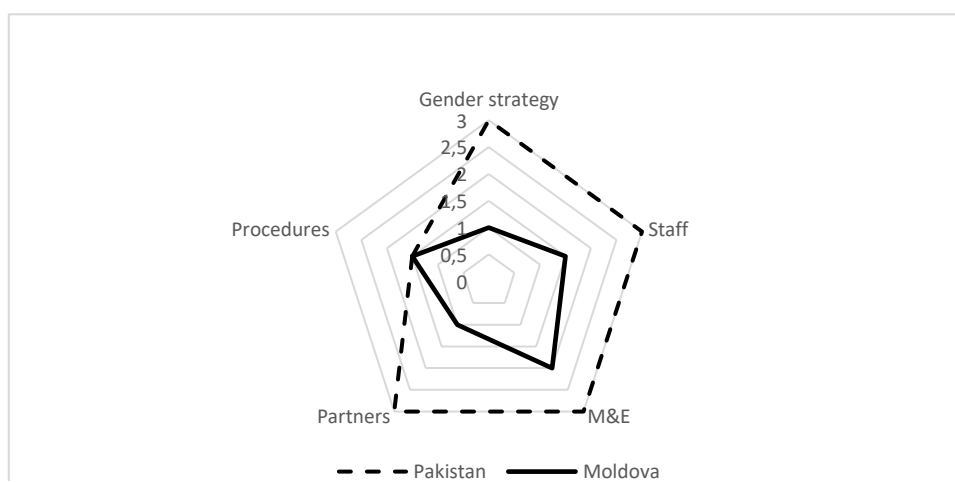 Gender strategy
3
2,5
2
1,5
1
0,5
0
Procedures
Staff
Partners
M&E
Pakistan
Moldova